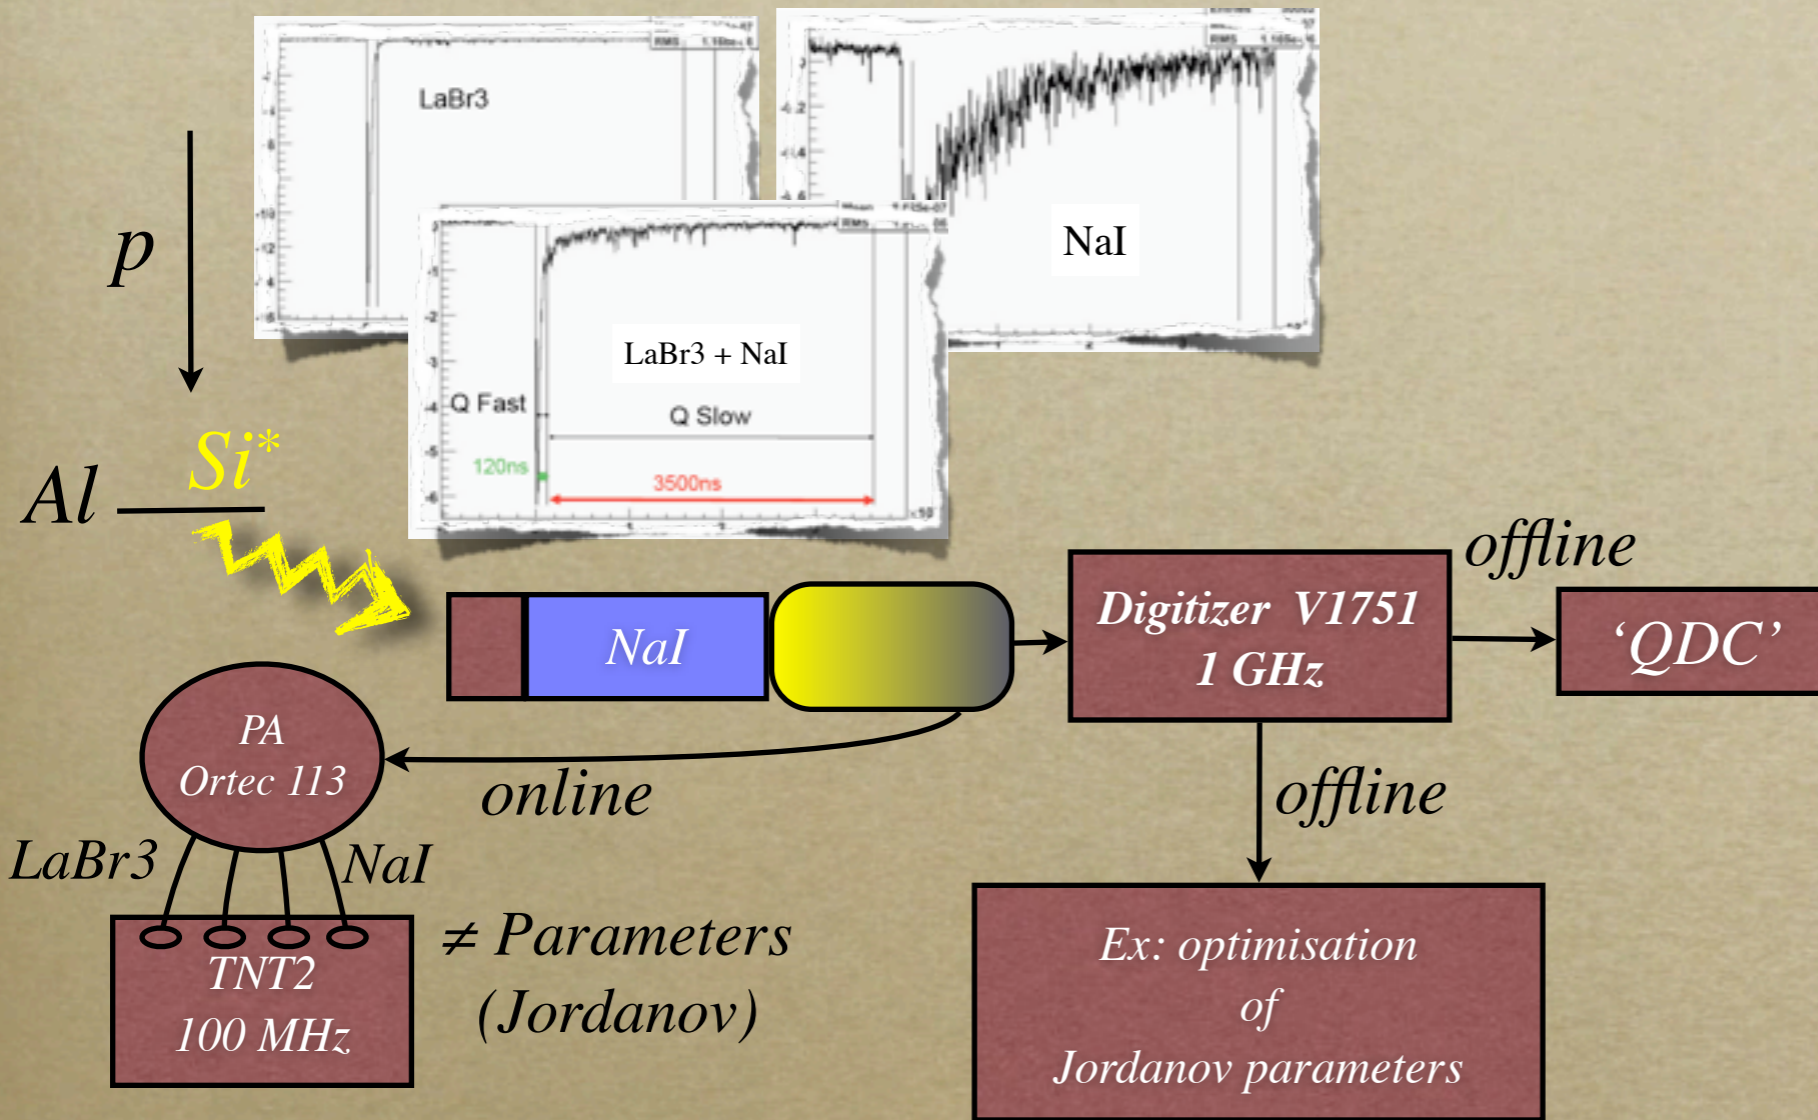 LaBr3
NaI
LaBr3 + NaI
Q Fast
Q Slow
120ns
3500ns
p
Si*
Al
NaI
Digitizer V1751
1 GHz
offline
‘QDC’
PA
Ortec 113
online
offline
LaBr3
NaI
TNT2
100 MHz
≠ Parameters
(Jordanov)
Ex: optimisation
of
Jordanov parameters